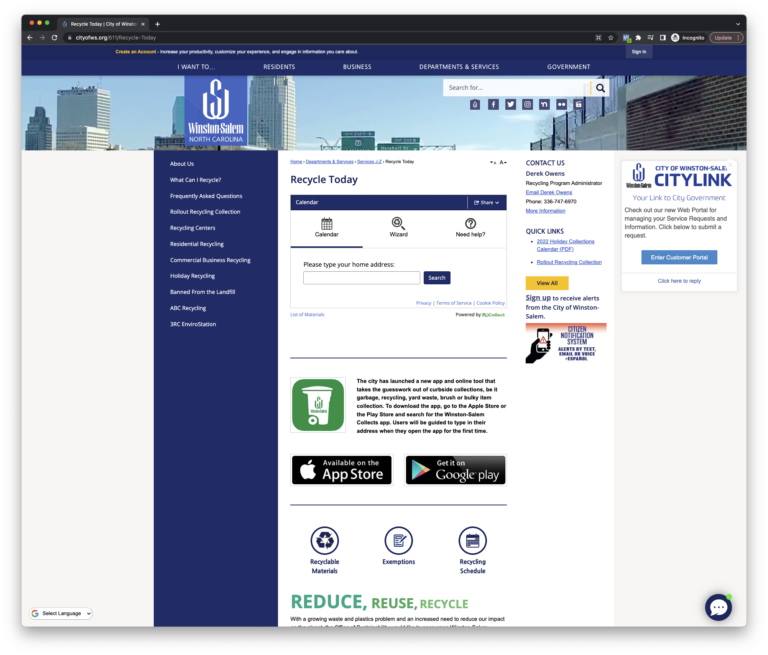 Recycle Today | City of Winston
cityofws.org/611/Recycle-Today
Incognito
Update
Create an Account - Increase your productivity, customize your experience, and engage in information you care about.
Sign In
I WANT TO...
RESIDENTS
BUSINESS
DEPARTMENTS & SERVICES
GOVERNMENT
Search for...
Winston-Salem
NORTH CAROLINA
About Us
What Can I Recycle?
Frequently Asked Questions
Rollout Recycling Collection
Recycling Centers
Residential Recycling
Commercial Business Recycling
Holiday Recycling
Banned From the Landfill
ABC Recycling
3RC EnviroStation
Home › Departments & Services › Services J-Z › Recycle Today
Recycle Today
Calendar
Share
Calendar
Wizard
Need help?
Please type your home address:
Search
Privacy | Terms of Service | Cookie Policy
List of Materials
Powered by ReCollect
The city has launched a new app and online tool that
takes the guesswork out of curbside collections, be it
garbage, recycling, yard waste, brush or bulky item
collection. To download the app, go to the Apple Store or
the Play Store and search for the Winston-Salem
Collects app. Users will be guided to type in their
address when they open the app for the first time.
Available on the
App Store
Get it on
Google play
Recyclable
Materials
Exemptions
Recycling
Schedule
REDUCE, REUSE, RECYCLE
With a growing waste and plastics problem and an increased need to reduce our impact
CONTACT US
Derek Owens
Recycling Program Administrator
Email Derek Owens
Phone: 336-747-6970
More Information
QUICK LINKS
2022 Holiday Collections
Calendar (PDF)
Rollout Recycling Collection
View All
Sign up to receive alerts
from the City of Winston-
Salem.
CITIZEN
NOTIFICATION
SYSTEM
ALERTS BY TEXT,
EMAIL OR VOICE
+ESPAÑOL
Winston-Salem
CITY OF WINSTON-SALEM
CITYLINK
Your Link to City Government
Check out our new Web Portal for
managing your Service Requests and
Information. Click below to submit a
request.
Enter Customer Portal
Click here to reply
Select Language